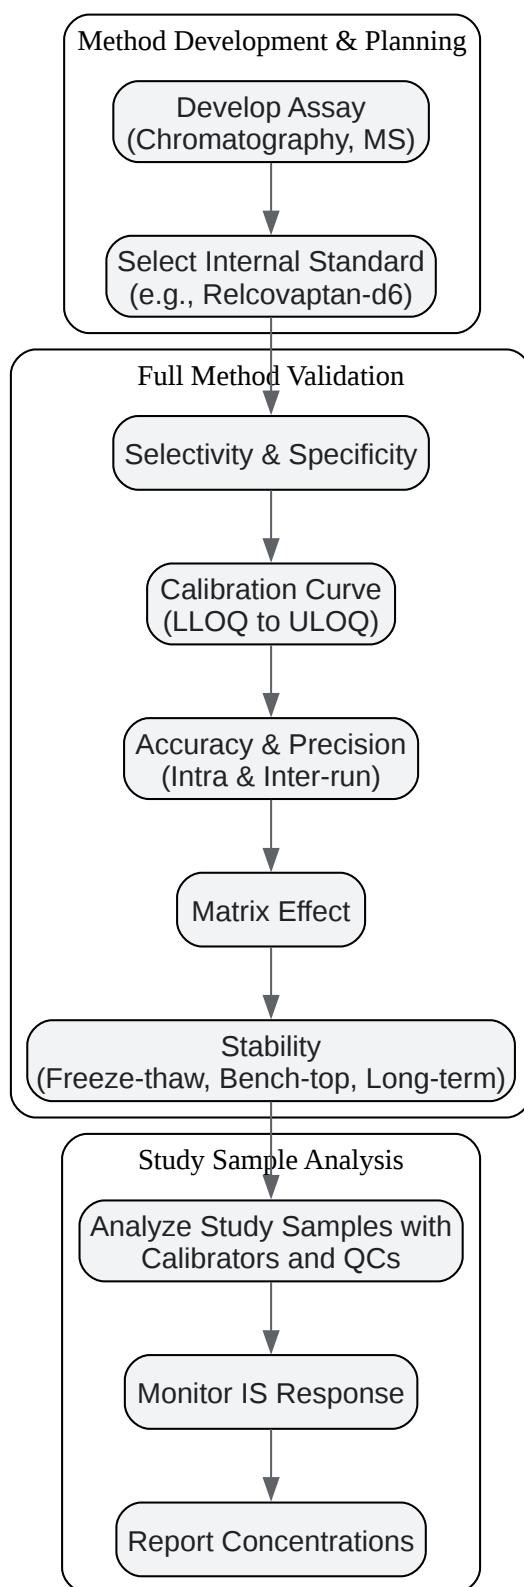 Method Development & Planning
Develop Assay
(Chromatography, MS)
Select Internal Standard
(e.g., Relcovaptan-d6)
Full Method Validation
Selectivity & Specificity
Calibration Curve
(LLOQ to ULOQ)
Accuracy & Precision
(Intra & Inter-run)
Matrix Effect
Stability
(Freeze-thaw, Bench-top, Long-term)
Study Sample Analysis
Analyze Study Samples with
Calibrators and QCs
Monitor IS Response
Report Concentrations